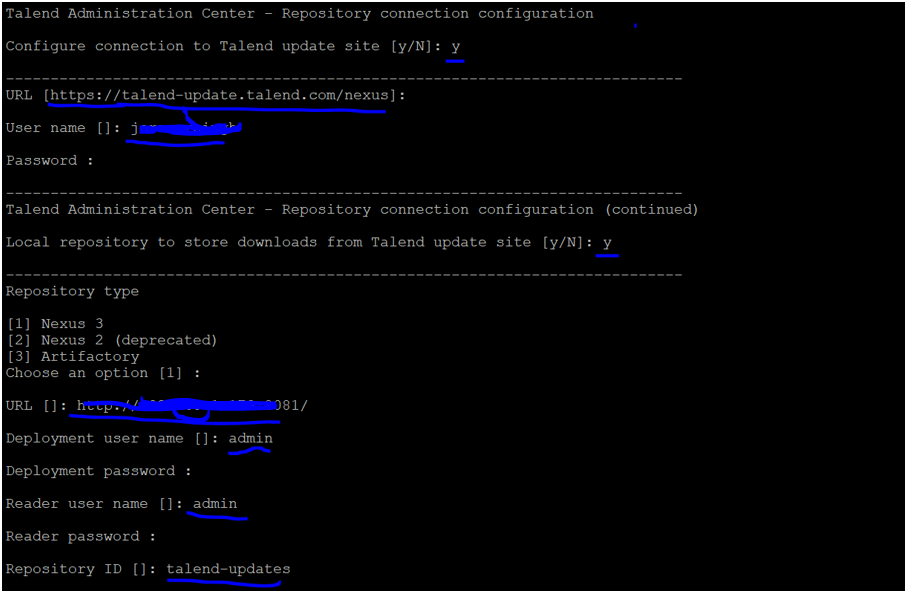 Talend Administration Center - Repository connection configuration
Configure connection to Talend update site [y/N]: y
----------------------------------------------------------------------------
URL [https://talend-update.talend.com/nexus]:
User name []:
Password :
----------------------------------------------------------------------------
Talend Administration Center - Repository connection configuration (continued)
Local repository to store downloads from Talend update site [y/N]: y
----------------------------------------------------------------------------
Repository type
[1] Nexus 3
[2] Nexus 2 (deprecated)
[3] Artifactory
Choose an option [1] :
URL []: http:// 081/
Deployment user name []: admin
Deployment password :
Reader user name []: admin
Reader password :
Repository ID []: talend-updates